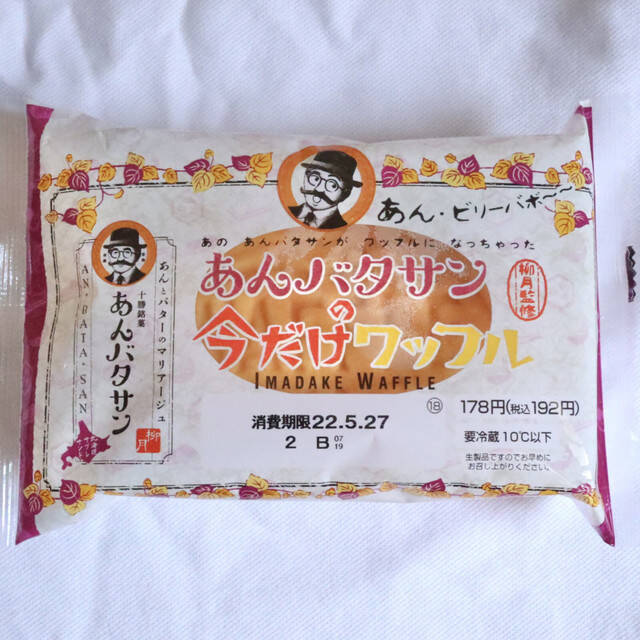 あん・ビリーバボ〜〜
あの あんバタサンが ワッフルに なっちゃった
あんバタサン
の
今だけワッフル
IMADAKE WAFFLE
柳月監修
あんとバターのマリアージュ
十勝銘菓
あんバタサン
柳月
AN・BATA・SAN
消費期限22.5.27
2 B 07
19
⑱ 178円(税込192円)
要冷蔵10℃以下
生製品ですのでお早めに
お召し上がりください。